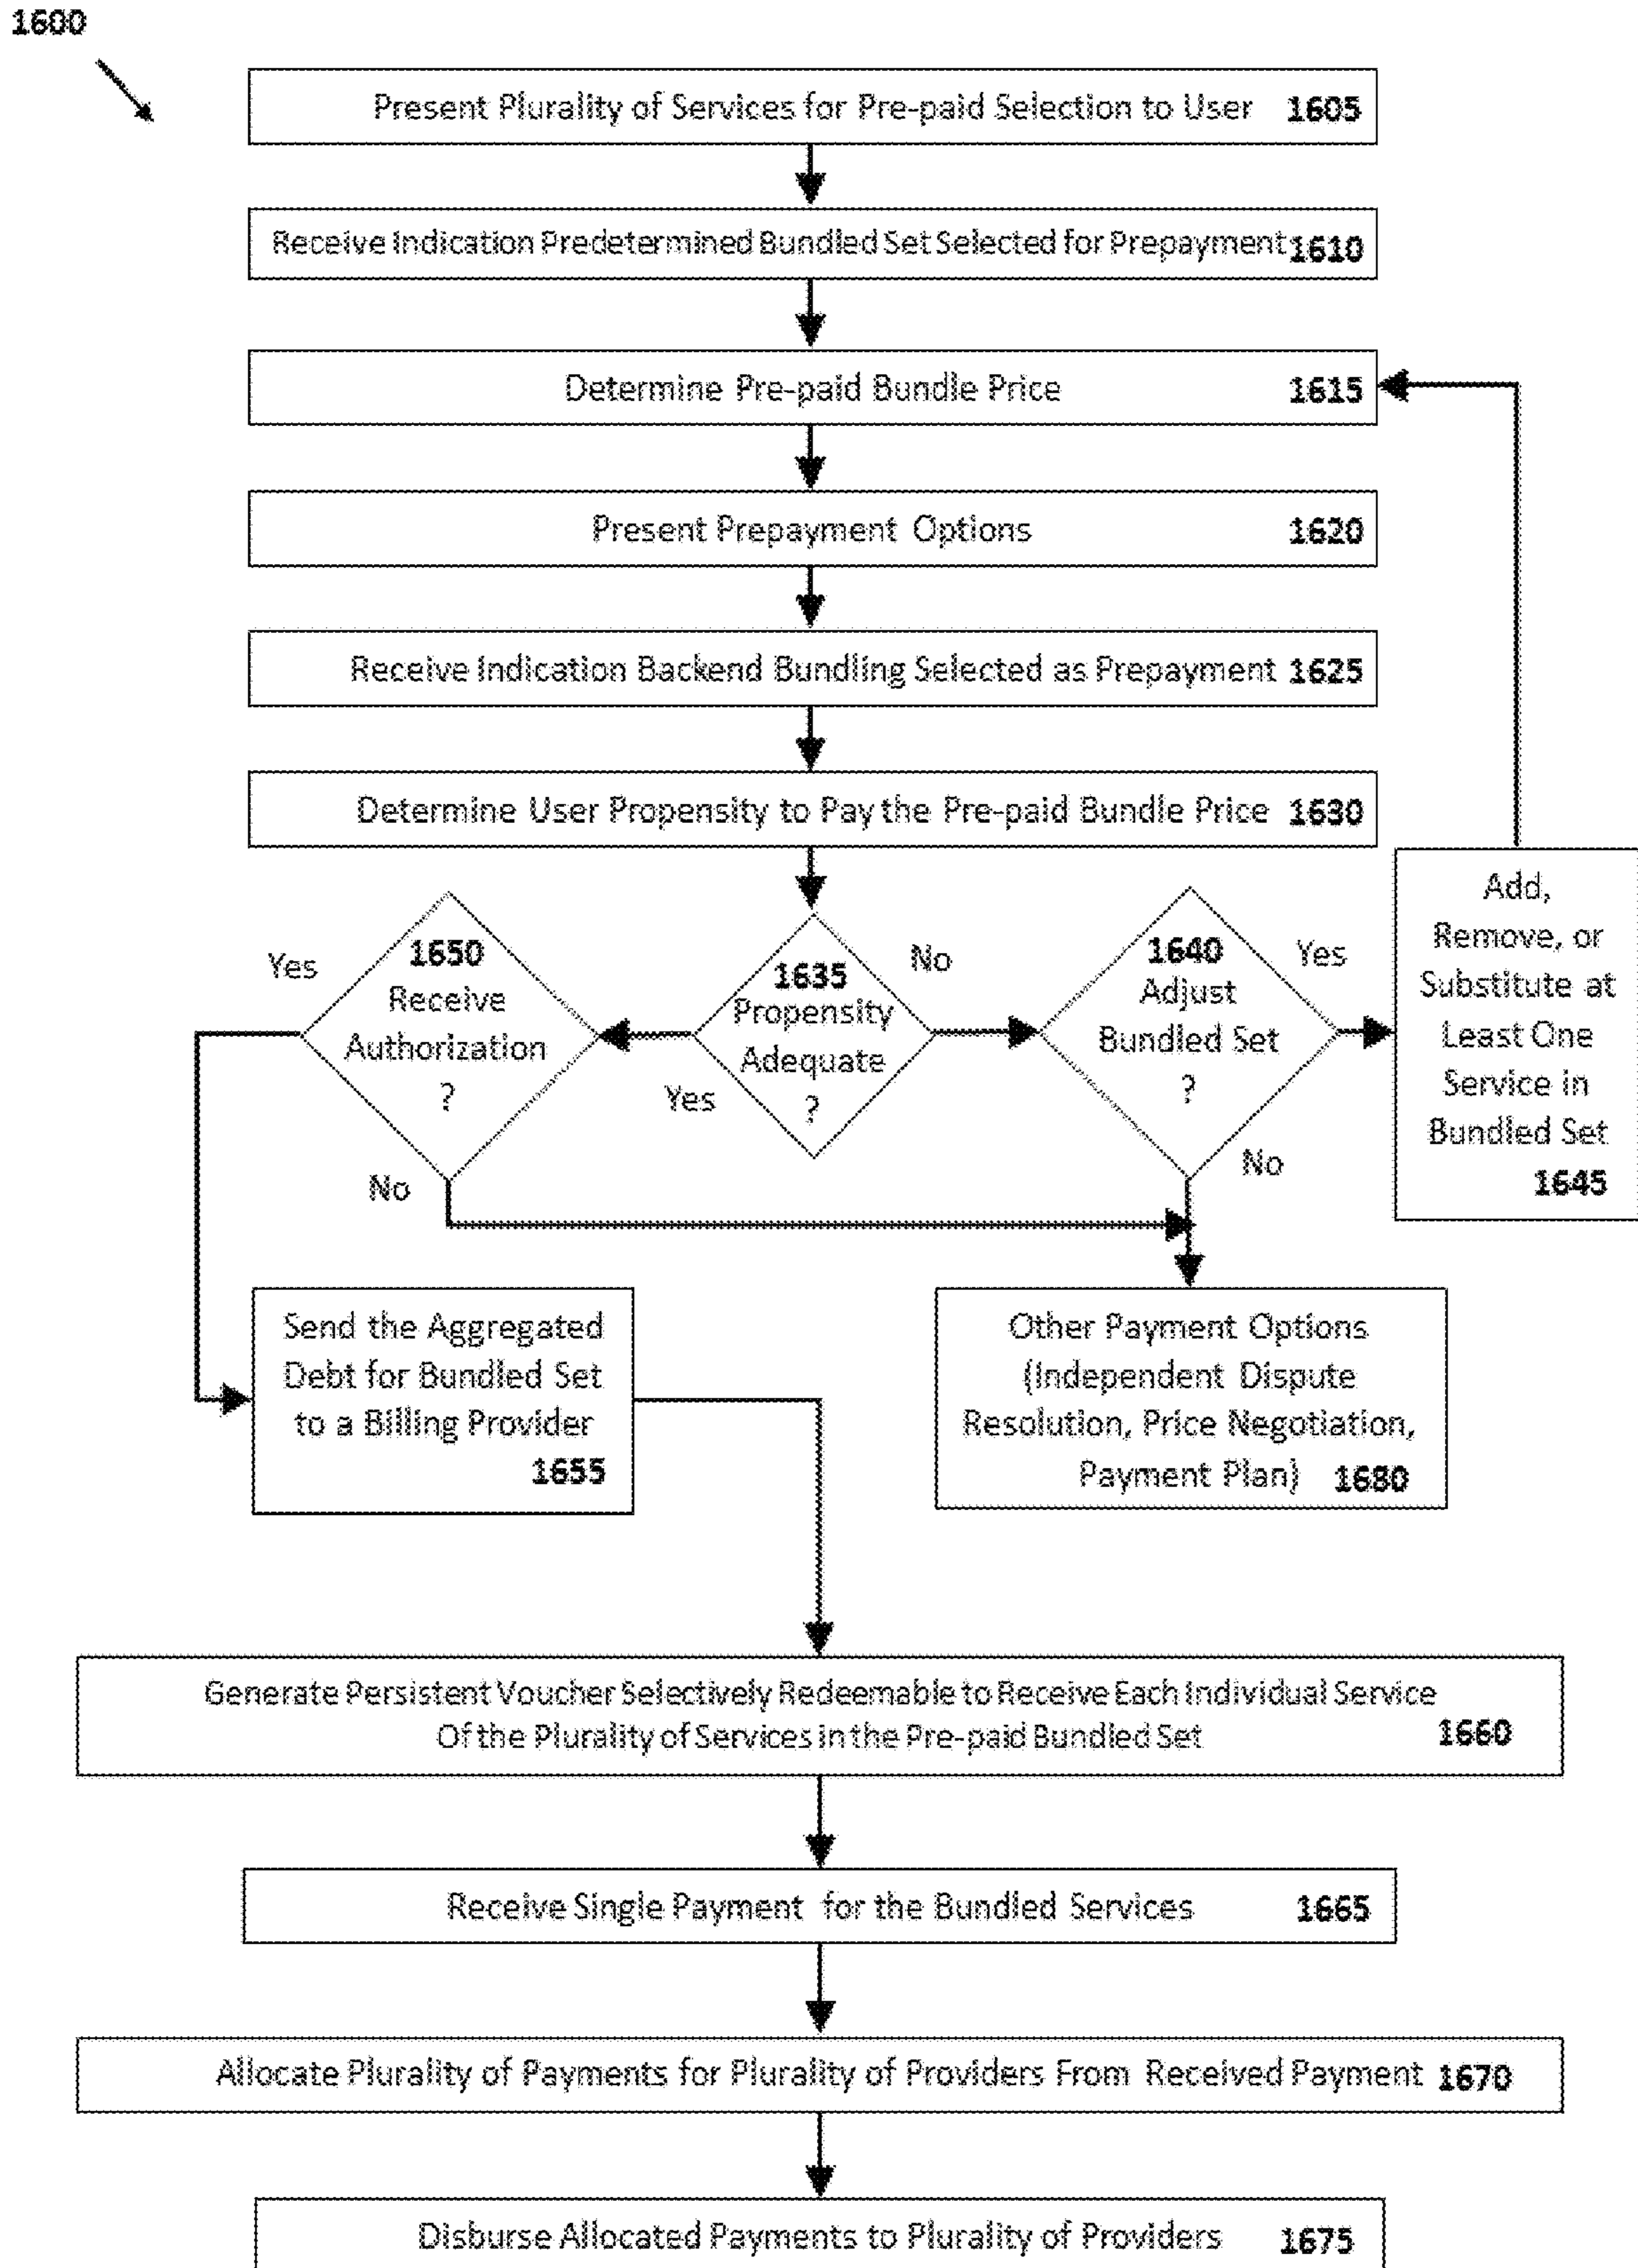 1600
Present Plurality of Services for Pre-paid Selection to User 1605
Receive Indication Predetermined Bundled Set Selected for Prepayment 1610
Determine Pre-paid Bundle Price 1615
Present Prepayment Options 1620
Receive Indication Backend Bundling Selected as Prepayment 1625
Determine User Propensity to Pay the Pre-paid Bundle Price 1630
Yes
1650
Receive
Authorization
?
No
1635
Propensity
Adequate
?
Yes
No
1640
Adjust
Bundled Set
?
Yes
No
Add,
Remove, or
Substitute at
Least One
Service in
Bundled Set
1645
Send the Aggregated
Debt for Bundled Set
to a Billing Provider
1655
Other Payment Options
(Independent Dispute
Resolution, Price Negotiation,
Payment Plan) 1680
Generate Persistent Voucher Selectively Redeemable to Receive Each Individual Service
Of the Plurality of Services in the Pre-paid Bundled Set 1660
Receive Single Payment for the Bundled Services 1665
Allocate Plurality of Payments for Plurality of Providers From Received Payment 1670
Disburse Allocated Payments to Plurality of Providers 1675